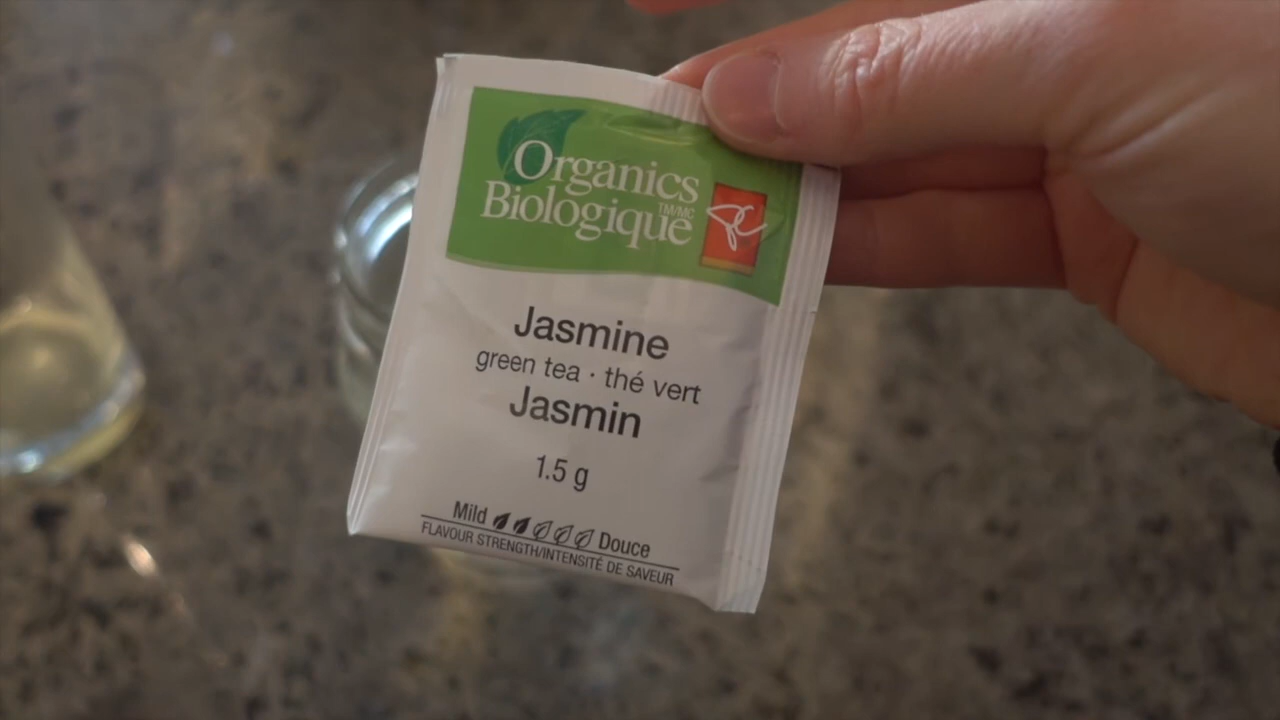 Organics
Biologique
TM/MC
PC
Jasmine
green tea · thé vert
Jasmin
1.5 g
Mild Douce
FLAVOUR STRENGTH/INTENSITÉ DE SAVEUR